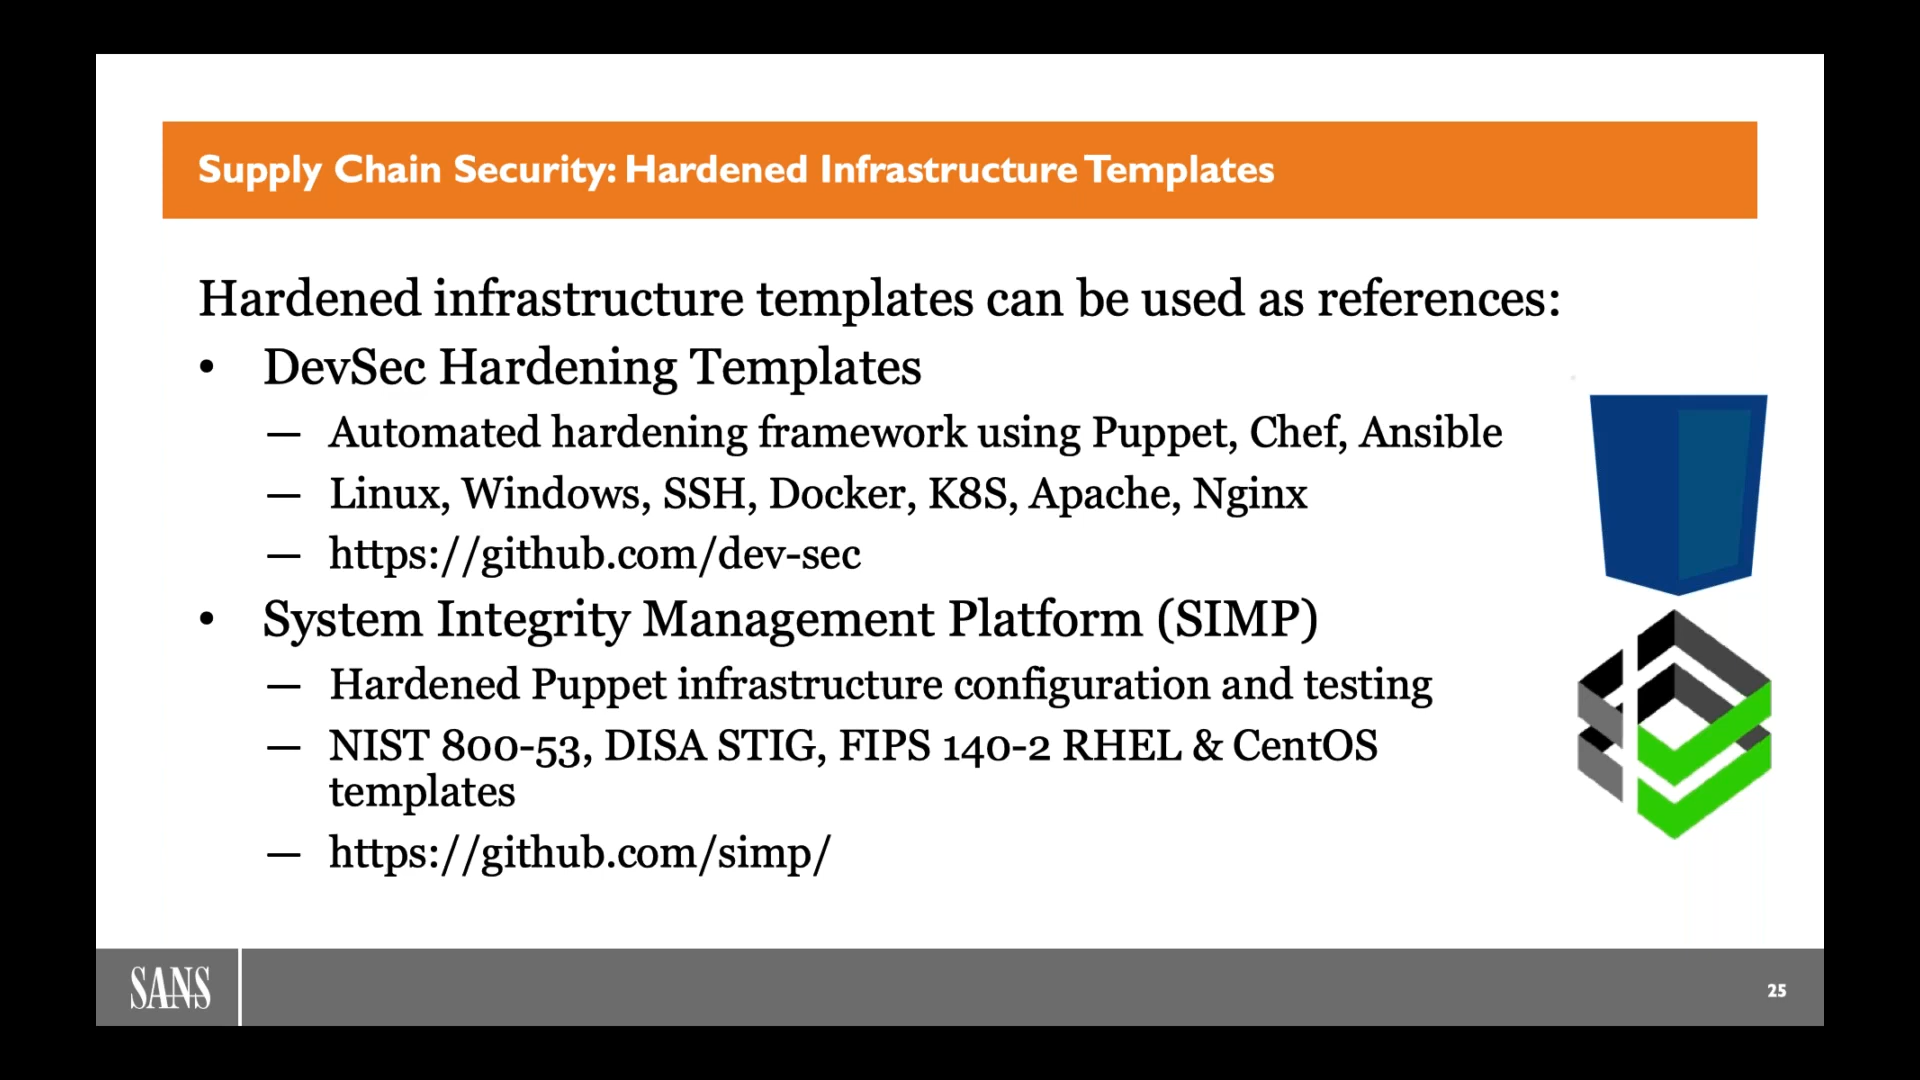 Supply Chain Security: Hardened Infrastructure Templates
Hardened infrastructure templates can be used as references:
• DevSec Hardening Templates
— Automated hardening framework using Puppet, Chef, Ansible
— Linux, Windows, SSH, Docker, K8S, Apache, Nginx
— https://github.com/dev-sec
• System Integrity Management Platform (SIMP)
— Hardened Puppet infrastructure configuration and testing
— NIST 800-53, DISA STIG, FIPS 140-2 RHEL & CentOS
templates
— https://github.com/simp/
SANS
25